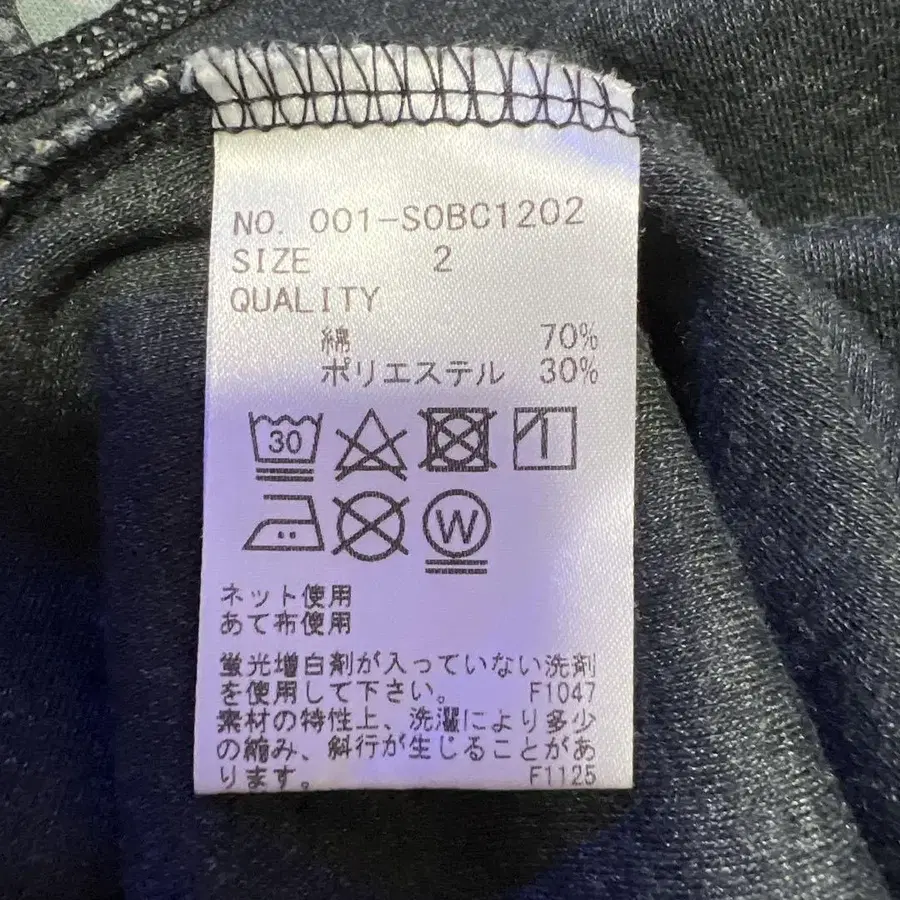 NO. 001-SOBC1202
SIZE 2
QUALITY
綿 70%
ポリエステル 30%
30
W
ネット使用
あて布使用
蛍光増白剤が入っていない洗剤
を使用して下さい。 F1047
素材の特性上、洗濯により多少
の縮み、斜行が生じることがあ
ります。 F1125